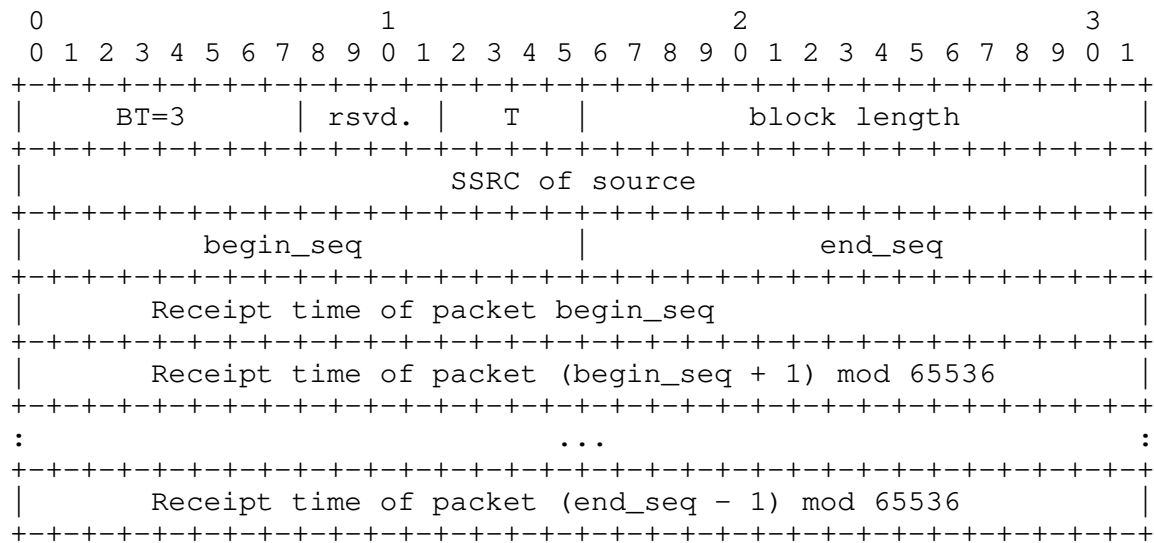 0                   1                   2                   3
 0 1 2 3 4 5 6 7 8 9 0 1 2 3 4 5 6 7 8 9 0 1 2 3 4 5 6 7 8 9 0 1
+-+-+-+-+-+-+-+-+-+-+-+-+-+-+-+-+-+-+-+-+-+-+-+-+-+-+-+-+-+-+-+-+
|     BT=3      | rsvd. |   T   |         block length          |
+-+-+-+-+-+-+-+-+-+-+-+-+-+-+-+-+-+-+-+-+-+-+-+-+-+-+-+-+-+-+-+-+
|                        SSRC of source                         |
+-+-+-+-+-+-+-+-+-+-+-+-+-+-+-+-+-+-+-+-+-+-+-+-+-+-+-+-+-+-+-+-+
|          begin_seq            |             end_seq           |
+-+-+-+-+-+-+-+-+-+-+-+-+-+-+-+-+-+-+-+-+-+-+-+-+-+-+-+-+-+-+-+-+
|       Receipt time of packet begin_seq                        |
+-+-+-+-+-+-+-+-+-+-+-+-+-+-+-+-+-+-+-+-+-+-+-+-+-+-+-+-+-+-+-+-+
|       Receipt time of packet (begin_seq + 1) mod 65536        |
+-+-+-+-+-+-+-+-+-+-+-+-+-+-+-+-+-+-+-+-+-+-+-+-+-+-+-+-+-+-+-+-+
:                              ...                              :
+-+-+-+-+-+-+-+-+-+-+-+-+-+-+-+-+-+-+-+-+-+-+-+-+-+-+-+-+-+-+-+-+
|       Receipt time of packet (end_seq - 1) mod 65536          |
+-+-+-+-+-+-+-+-+-+-+-+-+-+-+-+-+-+-+-+-+-+-+-+-+-+-+-+-+-+-+-+-+